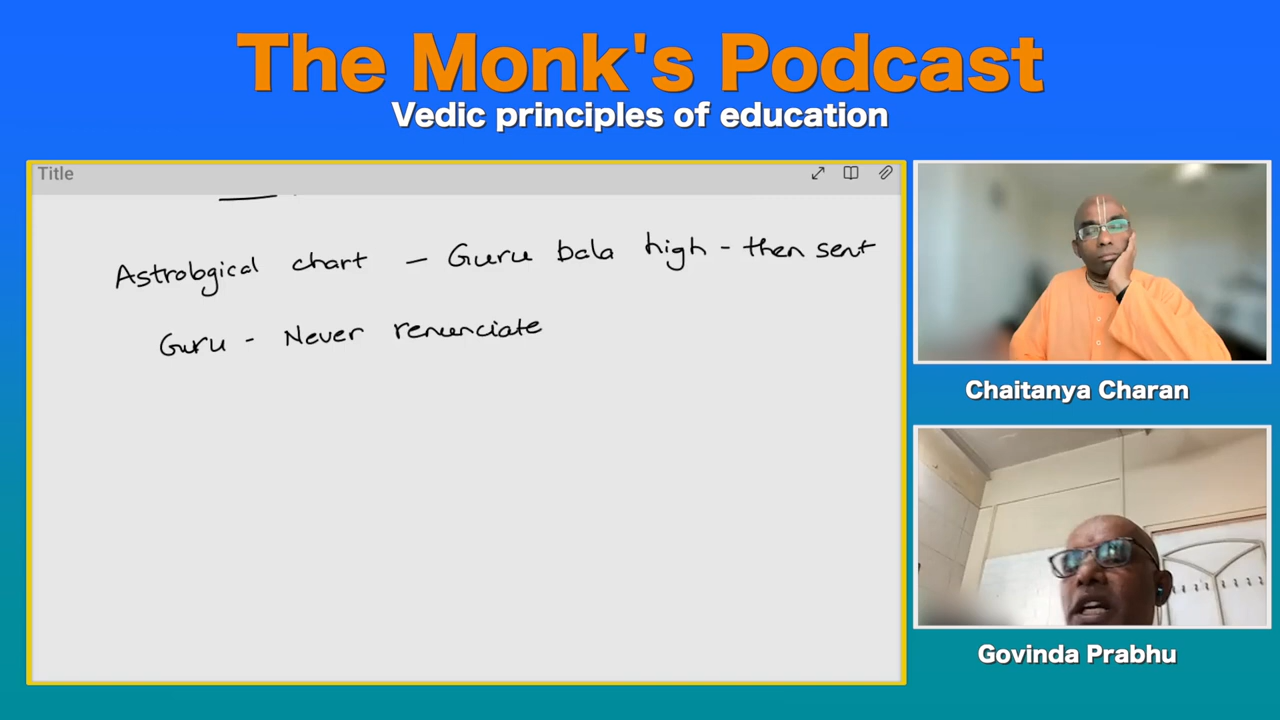 The Monk's Podcast
Vedic principles of education
Title
Astrological chart - Guru bala high - then sent
Guru - Never renunciate
Chaitanya Charan
Govinda Prabhu